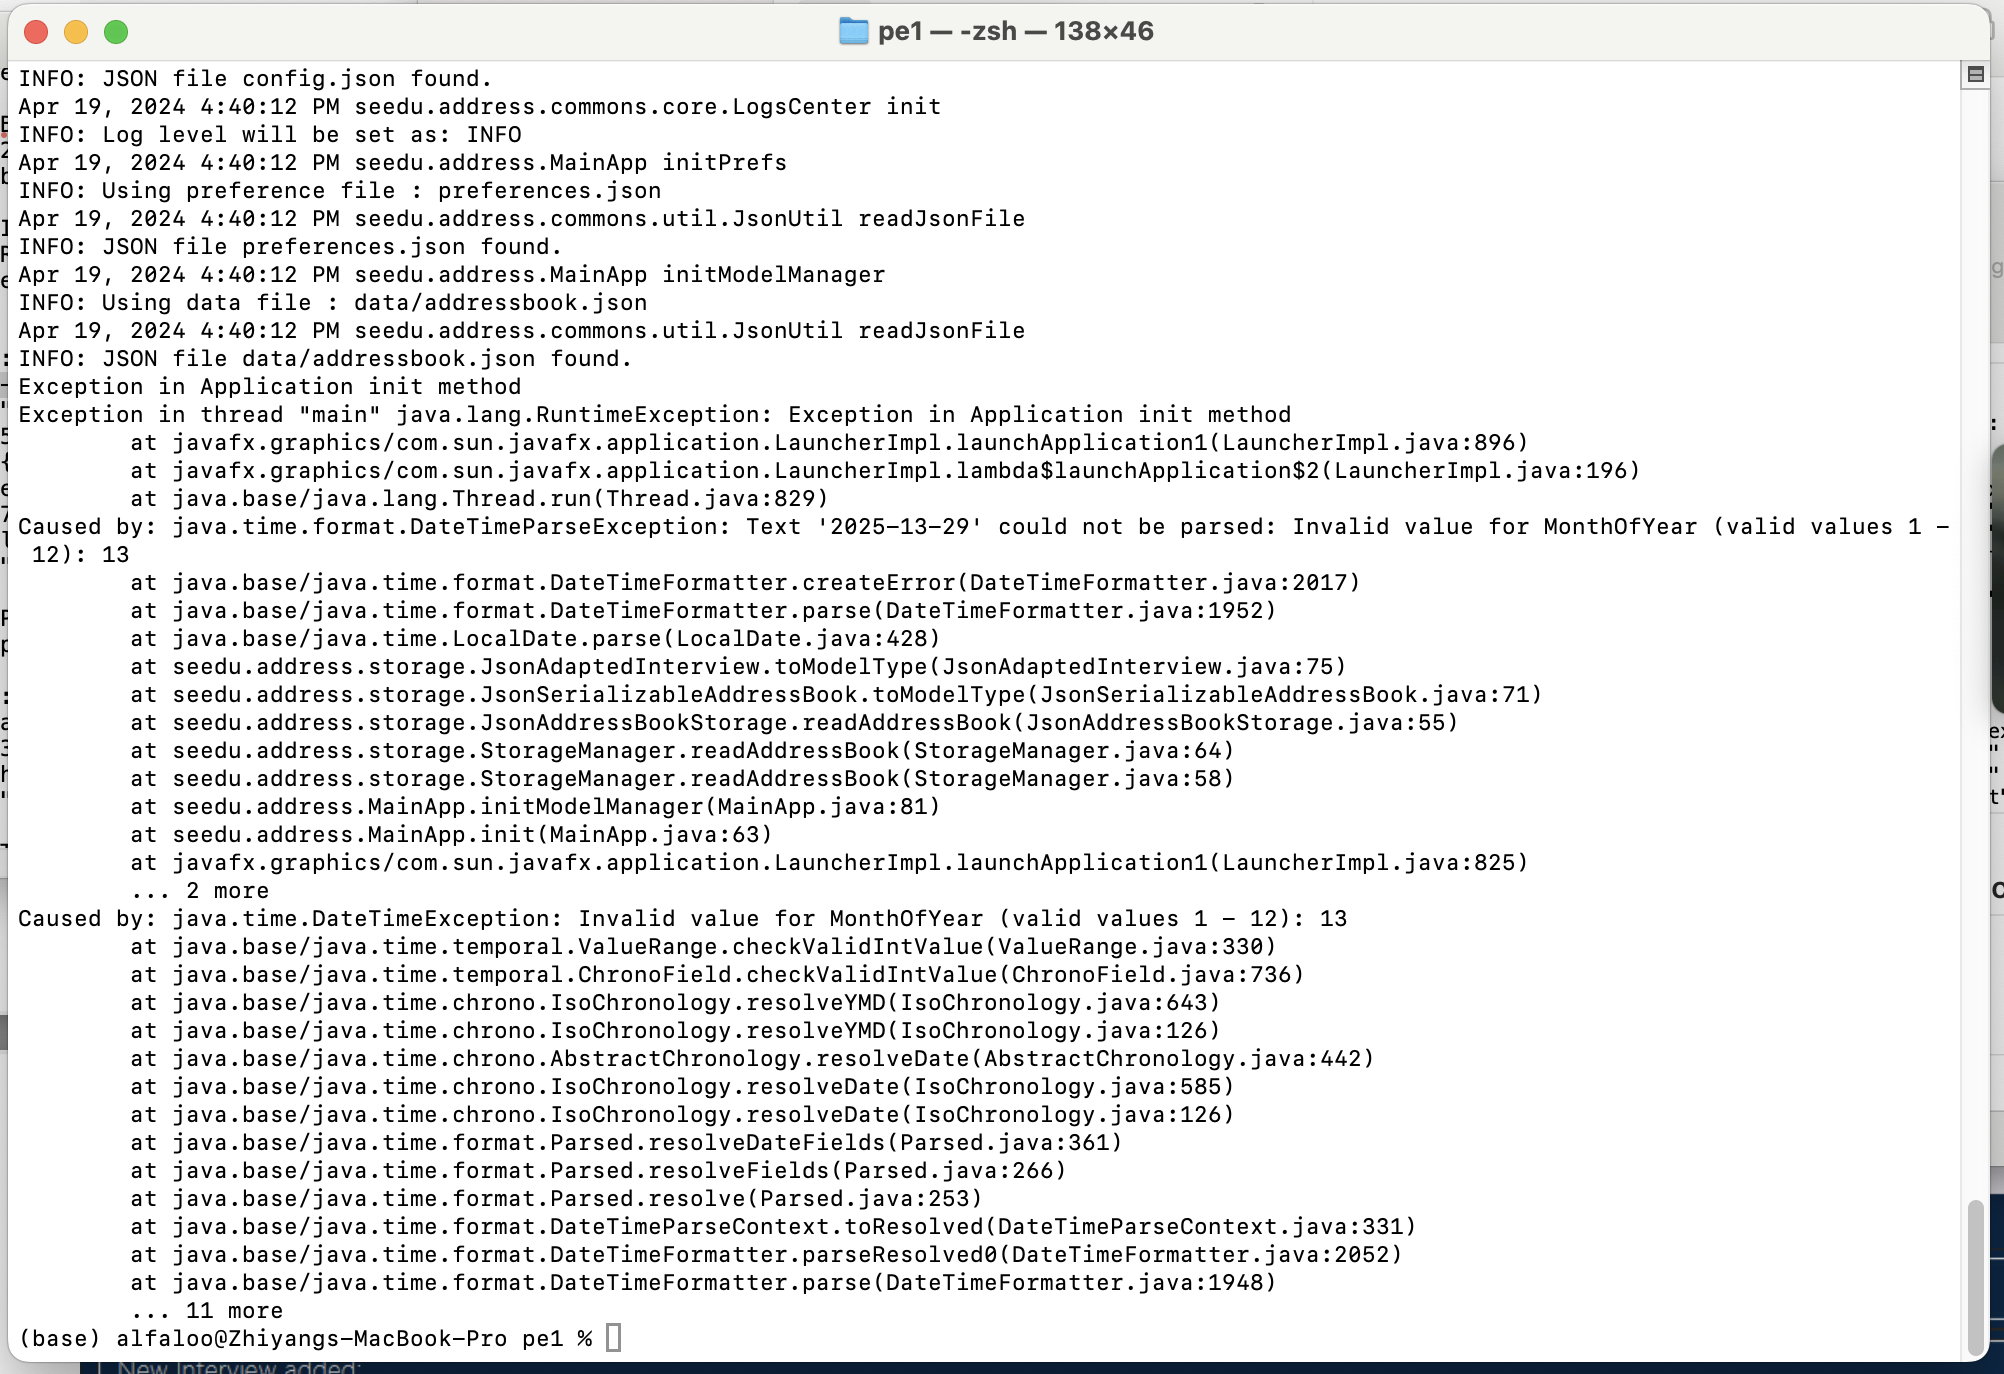 pe1 — -zsh — 138×46
INFO: JSON file config.json found.
Apr 19, 2024 4:40:12 PM seedu.address.commons.core.LogsCenter init
INFO: Log level will be set as: INFO
Apr 19, 2024 4:40:12 PM seedu.address.MainApp initPrefs
INFO: Using preference file : preferences.json
Apr 19, 2024 4:40:12 PM seedu.address.commons.util.JsonUtil readJsonFile
INFO: JSON file preferences.json found.
Apr 19, 2024 4:40:12 PM seedu.address.MainApp initModelManager
INFO: Using data file : data/addressbook.json
Apr 19, 2024 4:40:12 PM seedu.address.commons.util.JsonUtil readJsonFile
INFO: JSON file data/addressbook.json found.
Exception in Application init method
Exception in thread "main" java.lang.RuntimeException: Exception in Application init method
at javafx.graphics/com.sun.javafx.application.LauncherImpl.launchApplication1(LauncherImpl.java:896)
at javafx.graphics/com.sun.javafx.application.LauncherImpl.lambda$launchApplication$2(LauncherImpl.java:196)
at java.base/java.lang.Thread.run(Thread.java:829)
Caused by: java.time.format.DateTimeParseException: Text '2025-13-29' could not be parsed: Invalid value for MonthOfYear (valid values 1 -
12): 13
at java.base/java.time.format.DateTimeFormatter.createError(DateTimeFormatter.java:2017)
at java.base/java.time.format.DateTimeFormatter.parse(DateTimeFormatter.java:1952)
at java.base/java.time.LocalDate.parse(LocalDate.java:428)
at seedu.address.storage.JsonAdaptedInterview.toModelType(JsonAdaptedInterview.java:75)
at seedu.address.storage.JsonSerializableAddressBook.toModelType(JsonSerializableAddressBook.java:71)
at seedu.address.storage.JsonAddressBookStorage.readAddressBook(JsonAddressBookStorage.java:55)
at seedu.address.storage.StorageManager.readAddressBook(StorageManager.java:64)
at seedu.address.storage.StorageManager.readAddressBook(StorageManager.java:58)
at seedu.address.MainApp.initModelManager(MainApp.java:81)
at seedu.address.MainApp.init(MainApp.java:63)
at javafx.graphics/com.sun.javafx.application.LauncherImpl.launchApplication1(LauncherImpl.java:825)
... 2 more
Caused by: java.time.DateTimeException: Invalid value for MonthOfYear (valid values 1 - 12): 13
at java.base/java.time.temporal.ValueRange.checkValidIntValue(ValueRange.java:330)
at java.base/java.time.temporal.ChronoField.checkValidIntValue(ChronoField.java:736)
at java.base/java.time.chrono.IsoChronology.resolveYMD(IsoChronology.java:643)
at java.base/java.time.chrono.IsoChronology.resolveYMD(IsoChronology.java:126)
at java.base/java.time.chrono.AbstractChronology.resolveDate(AbstractChronology.java:442)
at java.base/java.time.chrono.IsoChronology.resolveDate(IsoChronology.java:585)
at java.base/java.time.chrono.IsoChronology.resolveDate(IsoChronology.java:126)
at java.base/java.time.format.Parsed.resolveDateFields(Parsed.java:361)
at java.base/java.time.format.Parsed.resolveFields(Parsed.java:266)
at java.base/java.time.format.Parsed.resolve(Parsed.java:253)
at java.base/java.time.format.DateTimeParseContext.toResolved(DateTimeParseContext.java:331)
at java.base/java.time.format.DateTimeFormatter.parseResolved0(DateTimeFormatter.java:2052)
at java.base/java.time.format.DateTimeFormatter.parse(DateTimeFormatter.java:1948)
... 11 more
(base) alfaloo@Zhiyangs-MacBook-Pro pe1 %
New Interview added: